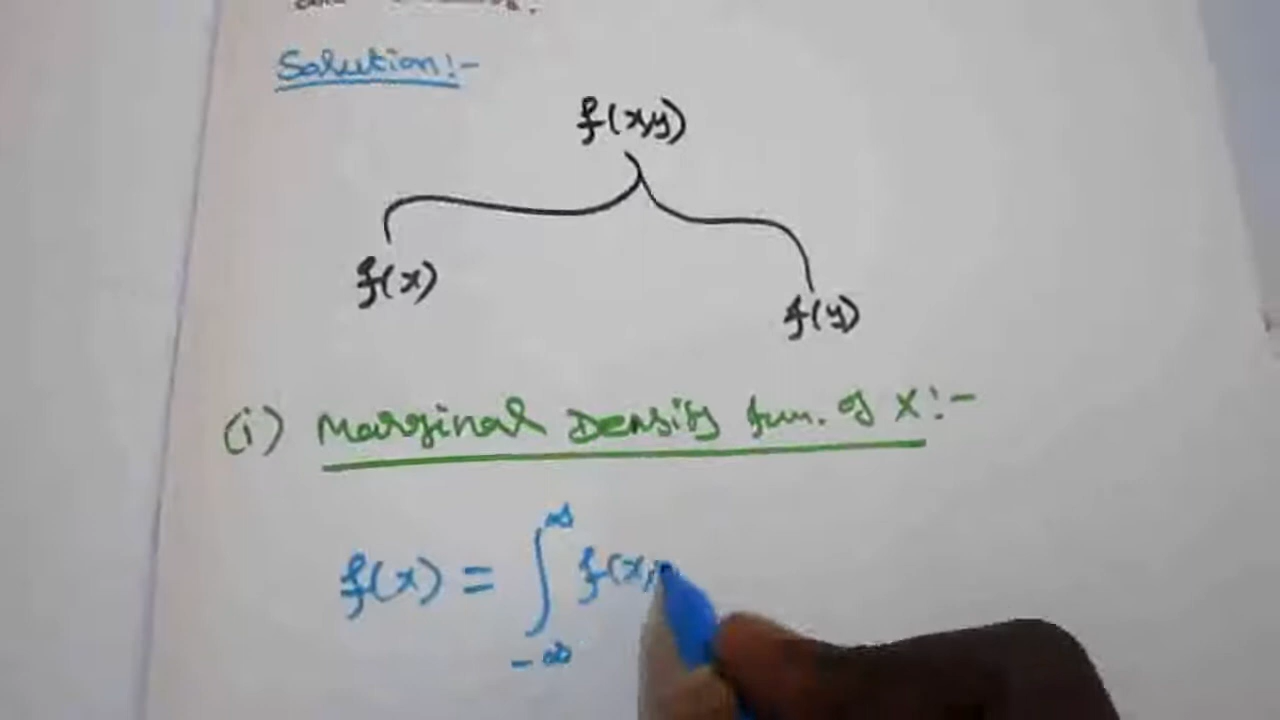 Solution:-
f(x,y)
f(x)
f(y)
(i) Marginal Density fun. of X:-
∞
f(x) = ∫ f(x,
-∞